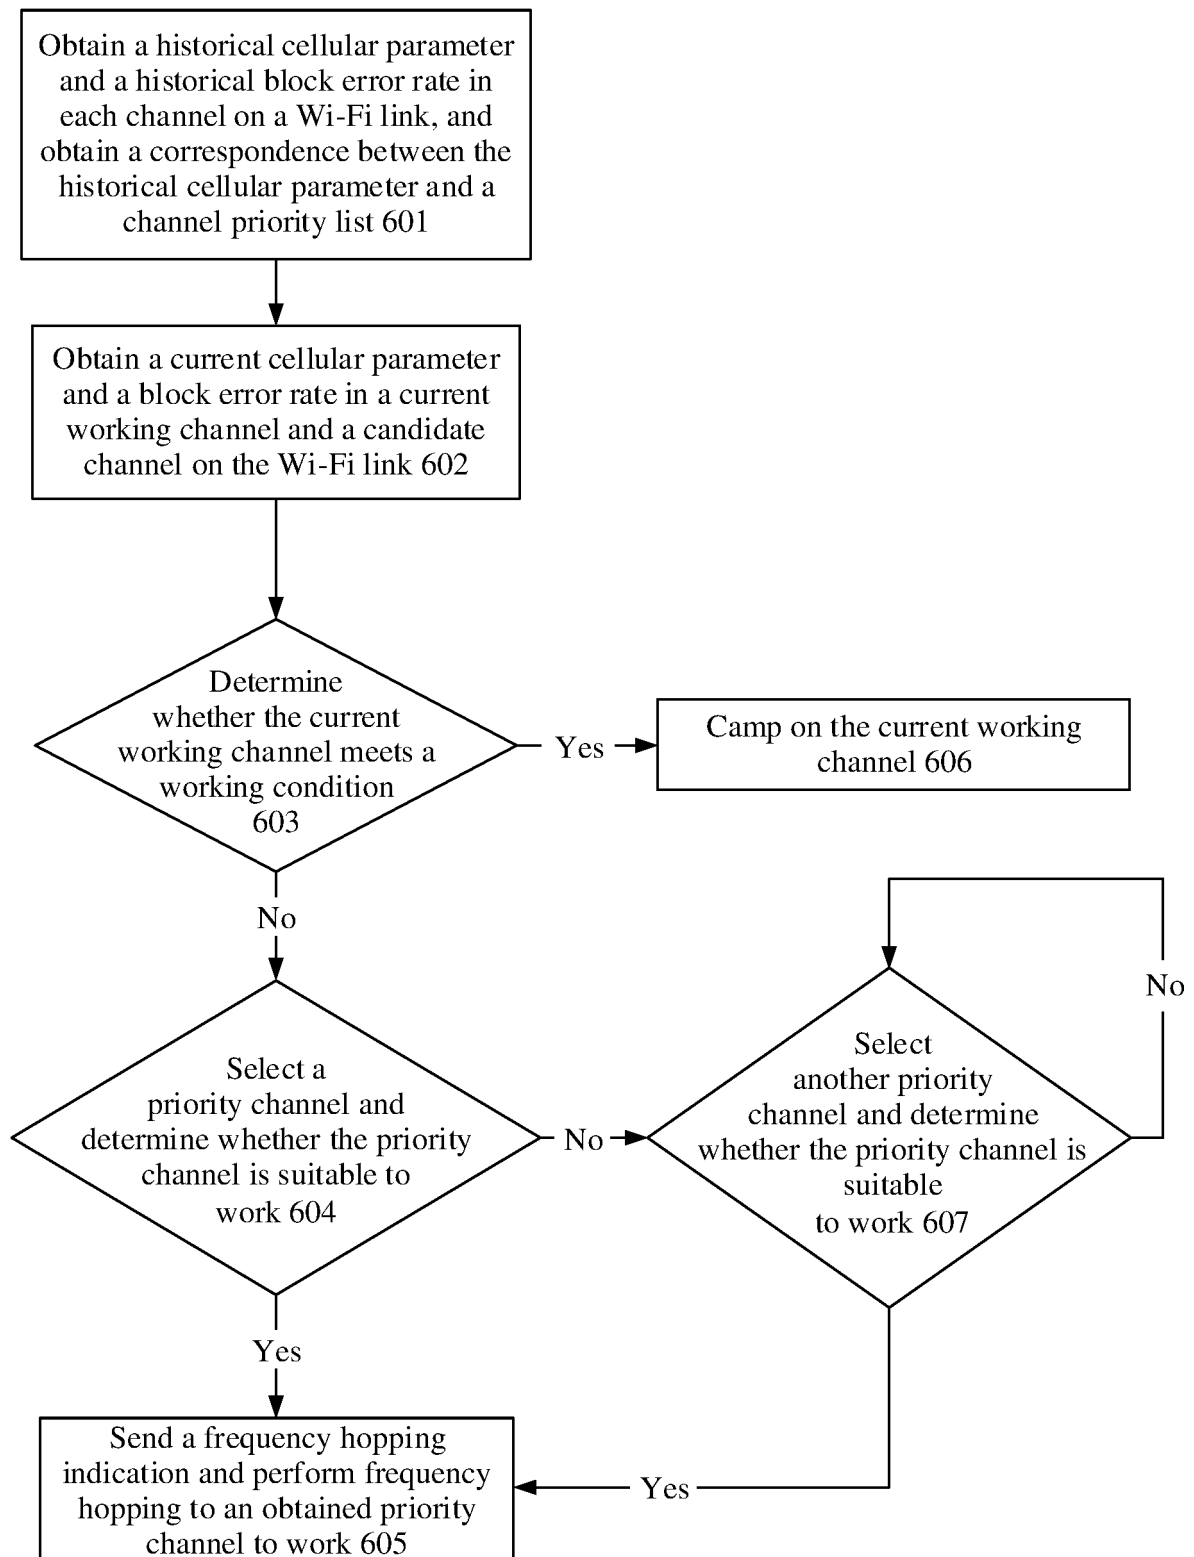 Obtain a historical cellular parameter
and a historical block error rate in
each channel on a Wi-Fi link, and
obtain a correspondence between the
historical cellular parameter and a
channel priority list 601
Obtain a current cellular parameter
and a block error rate in a current
working channel and a candidate
channel on the Wi-Fi link 602
Determine
whether the current
working channel meets a
working condition
603
Yes
Camp on the current working
channel 606
No
Select a
priority channel and
determine whether the priority
channel is suitable to
work 604
No
Select
another priority
channel and determine
whether the priority channel is
suitable
to work 607
No
Yes
Send a frequency hopping
indication and perform frequency
hopping to an obtained priority
channel to work 605
Yes